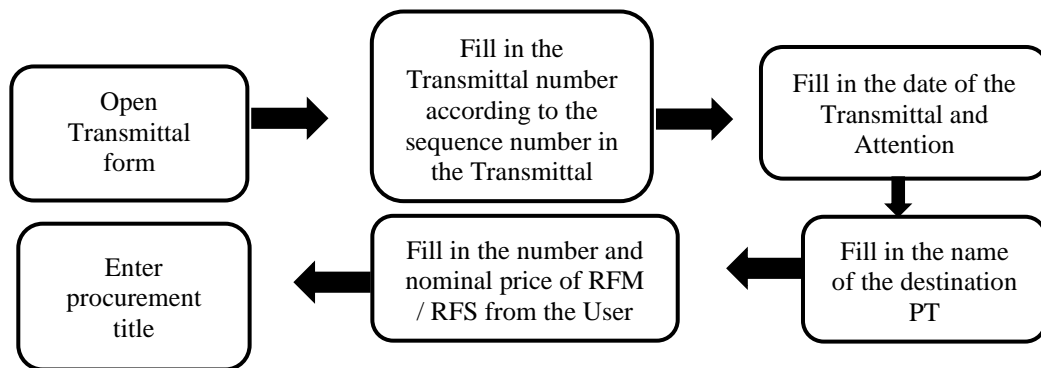 Open
Transmittal
form
Fill in the
Transmittal number
according to the
sequence number in
the Transmittal
Fill in the date of the
Transmittal and
Attention
Fill in the name
of the destination
PT
Fill in the number and
nominal price of RFM
/ RFS from the User
Enter
procurement
title